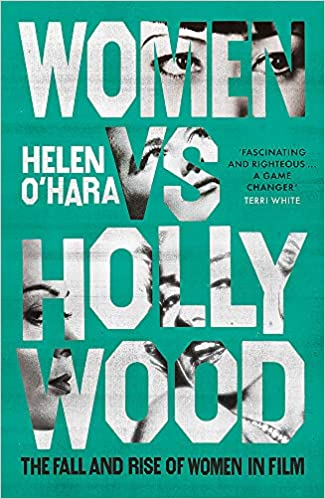 WOMEN
HELEN
O'HARA
VS
'FASCINATING
AND RIGHTEOUS ...
A GAME
CHANGER'
TERRI WHITE
HOLLY
WOOD
THE FALL AND RISE OF WOMEN IN FILM